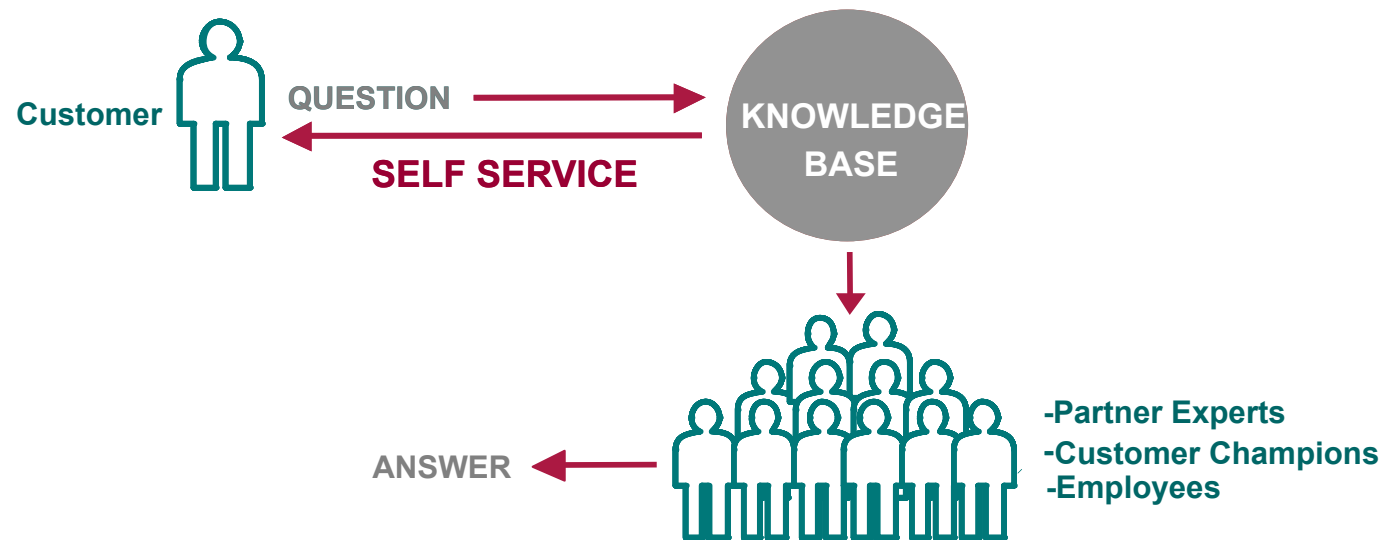 Customer
QUESTION
KNOWLEDGE
BASE
SELF SERVICE
-Partner Experts
-Customer Champions
-Employees
ANSWER